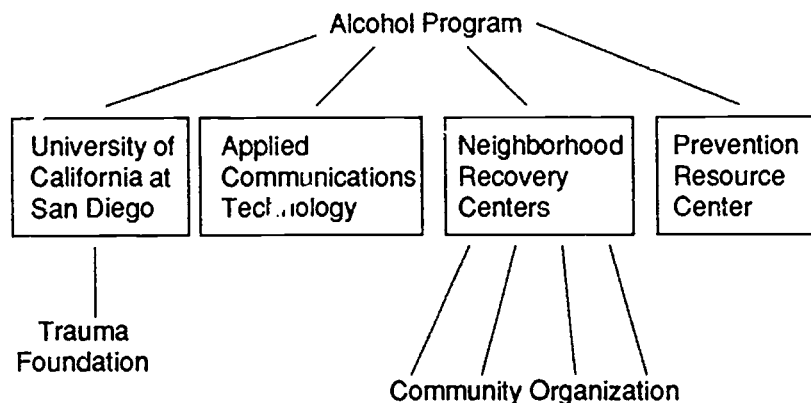 Alcohol Program
University of
California at
San Diego
Applied
Communications
Technology
Neighborhood
Recovery
Centers
Prevention
Resource
Center
Trauma
Foundation
Community Organization